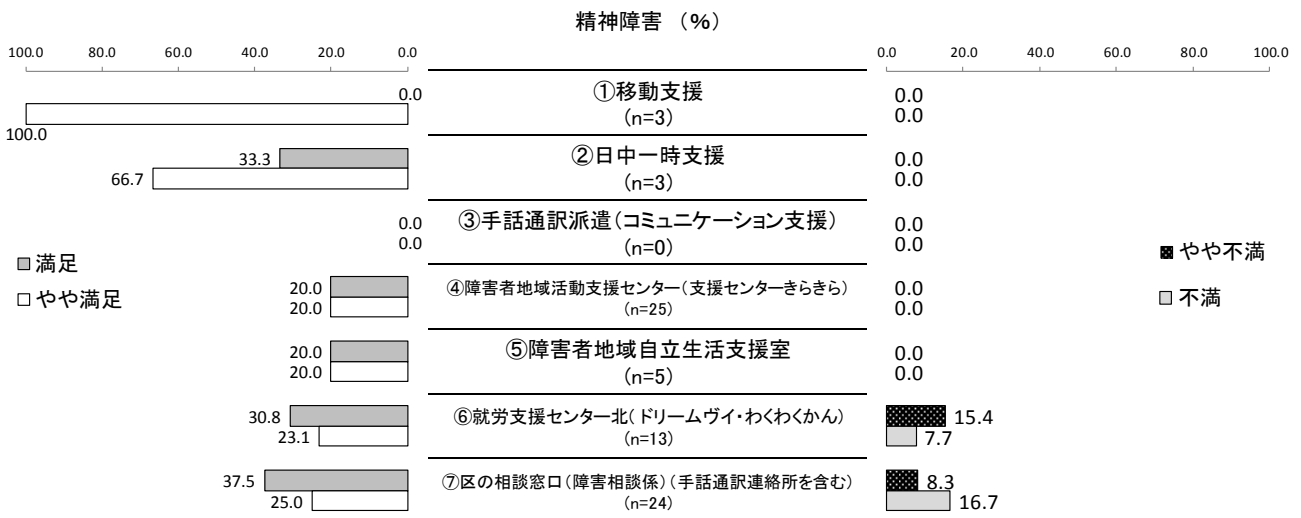 精神障害 (%)
100.0 80.0 60.0 40.0 20.0 0.0
0.0 20.0 40.0 60.0 80.0 100.0
0.0
100.0
①移動支援
(n=3)
0.0
0.0
33.3
66.7
②日中一時支援
(n=3)
0.0
0.0
0.0
0.0
③手話通訳派遣(コミュニケーション支援)
(n=0)
0.0
0.0
満足
やや満足
やや不満
不満
20.0
20.0
④障害者地域活動支援センター(支援センターきらきら)
(n=25)
0.0
0.0
20.0
20.0
⑤障害者地域自立生活支援室
(n=5)
0.0
0.0
30.8
23.1
⑥就労支援センター北(ドリームヴイ・わくわくかん)
(n=13)
15.4
7.7
37.5
25.0
⑦区の相談窓口(障害相談係)(手話通訳連絡所を含む)
(n=24)
8.3
16.7